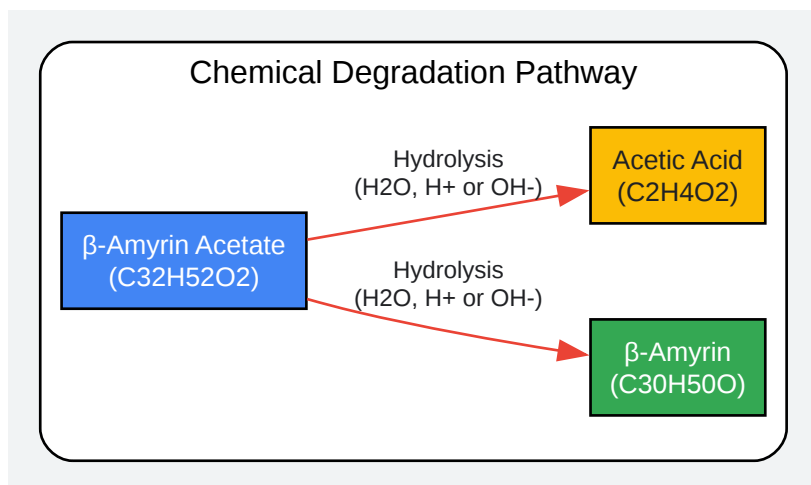 Chemical Degradation Pathway
Hydrolysis
(H2O, H+ or OH-)
Acetic Acid
(C2H4O2)
β-Amyrin Acetate
(C32H52O2)
Hydrolysis
(H2O, H+ or OH-)
β-Amyrin
(C30H50O)